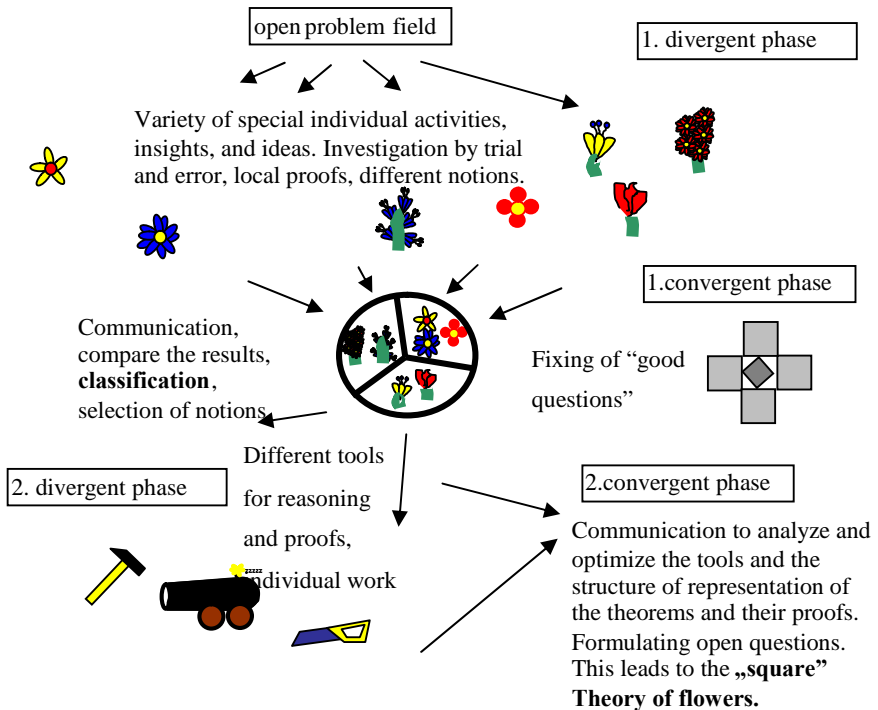 open problem field
1. divergent phase
Variety of special individual activities,
insights, and ideas. Investigation by trial
and error, local proofs, different notions.
1.convergent phase
Communication,
compare the results,
classification,
selection of notions
Fixing of “good
questions”
2. divergent phase
Different tools
for reasoning
and proofs,
individual work
zzzzz
2.convergent phase
Communication to analyze and
optimize the tools and the
structure of representation of
the theorems and their proofs.
Formulating open questions.
This leads to the „square”
Theory of flowers.